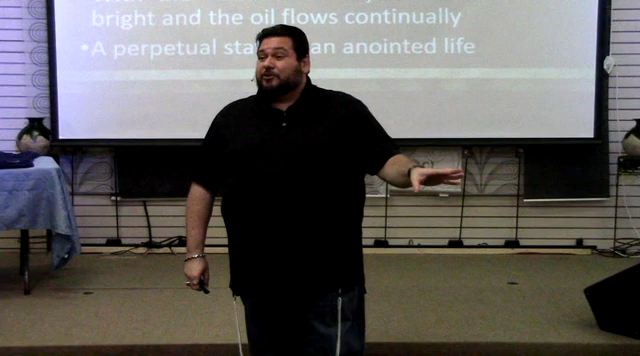 bright and the oil flows continually
•A perpetual an anointed life